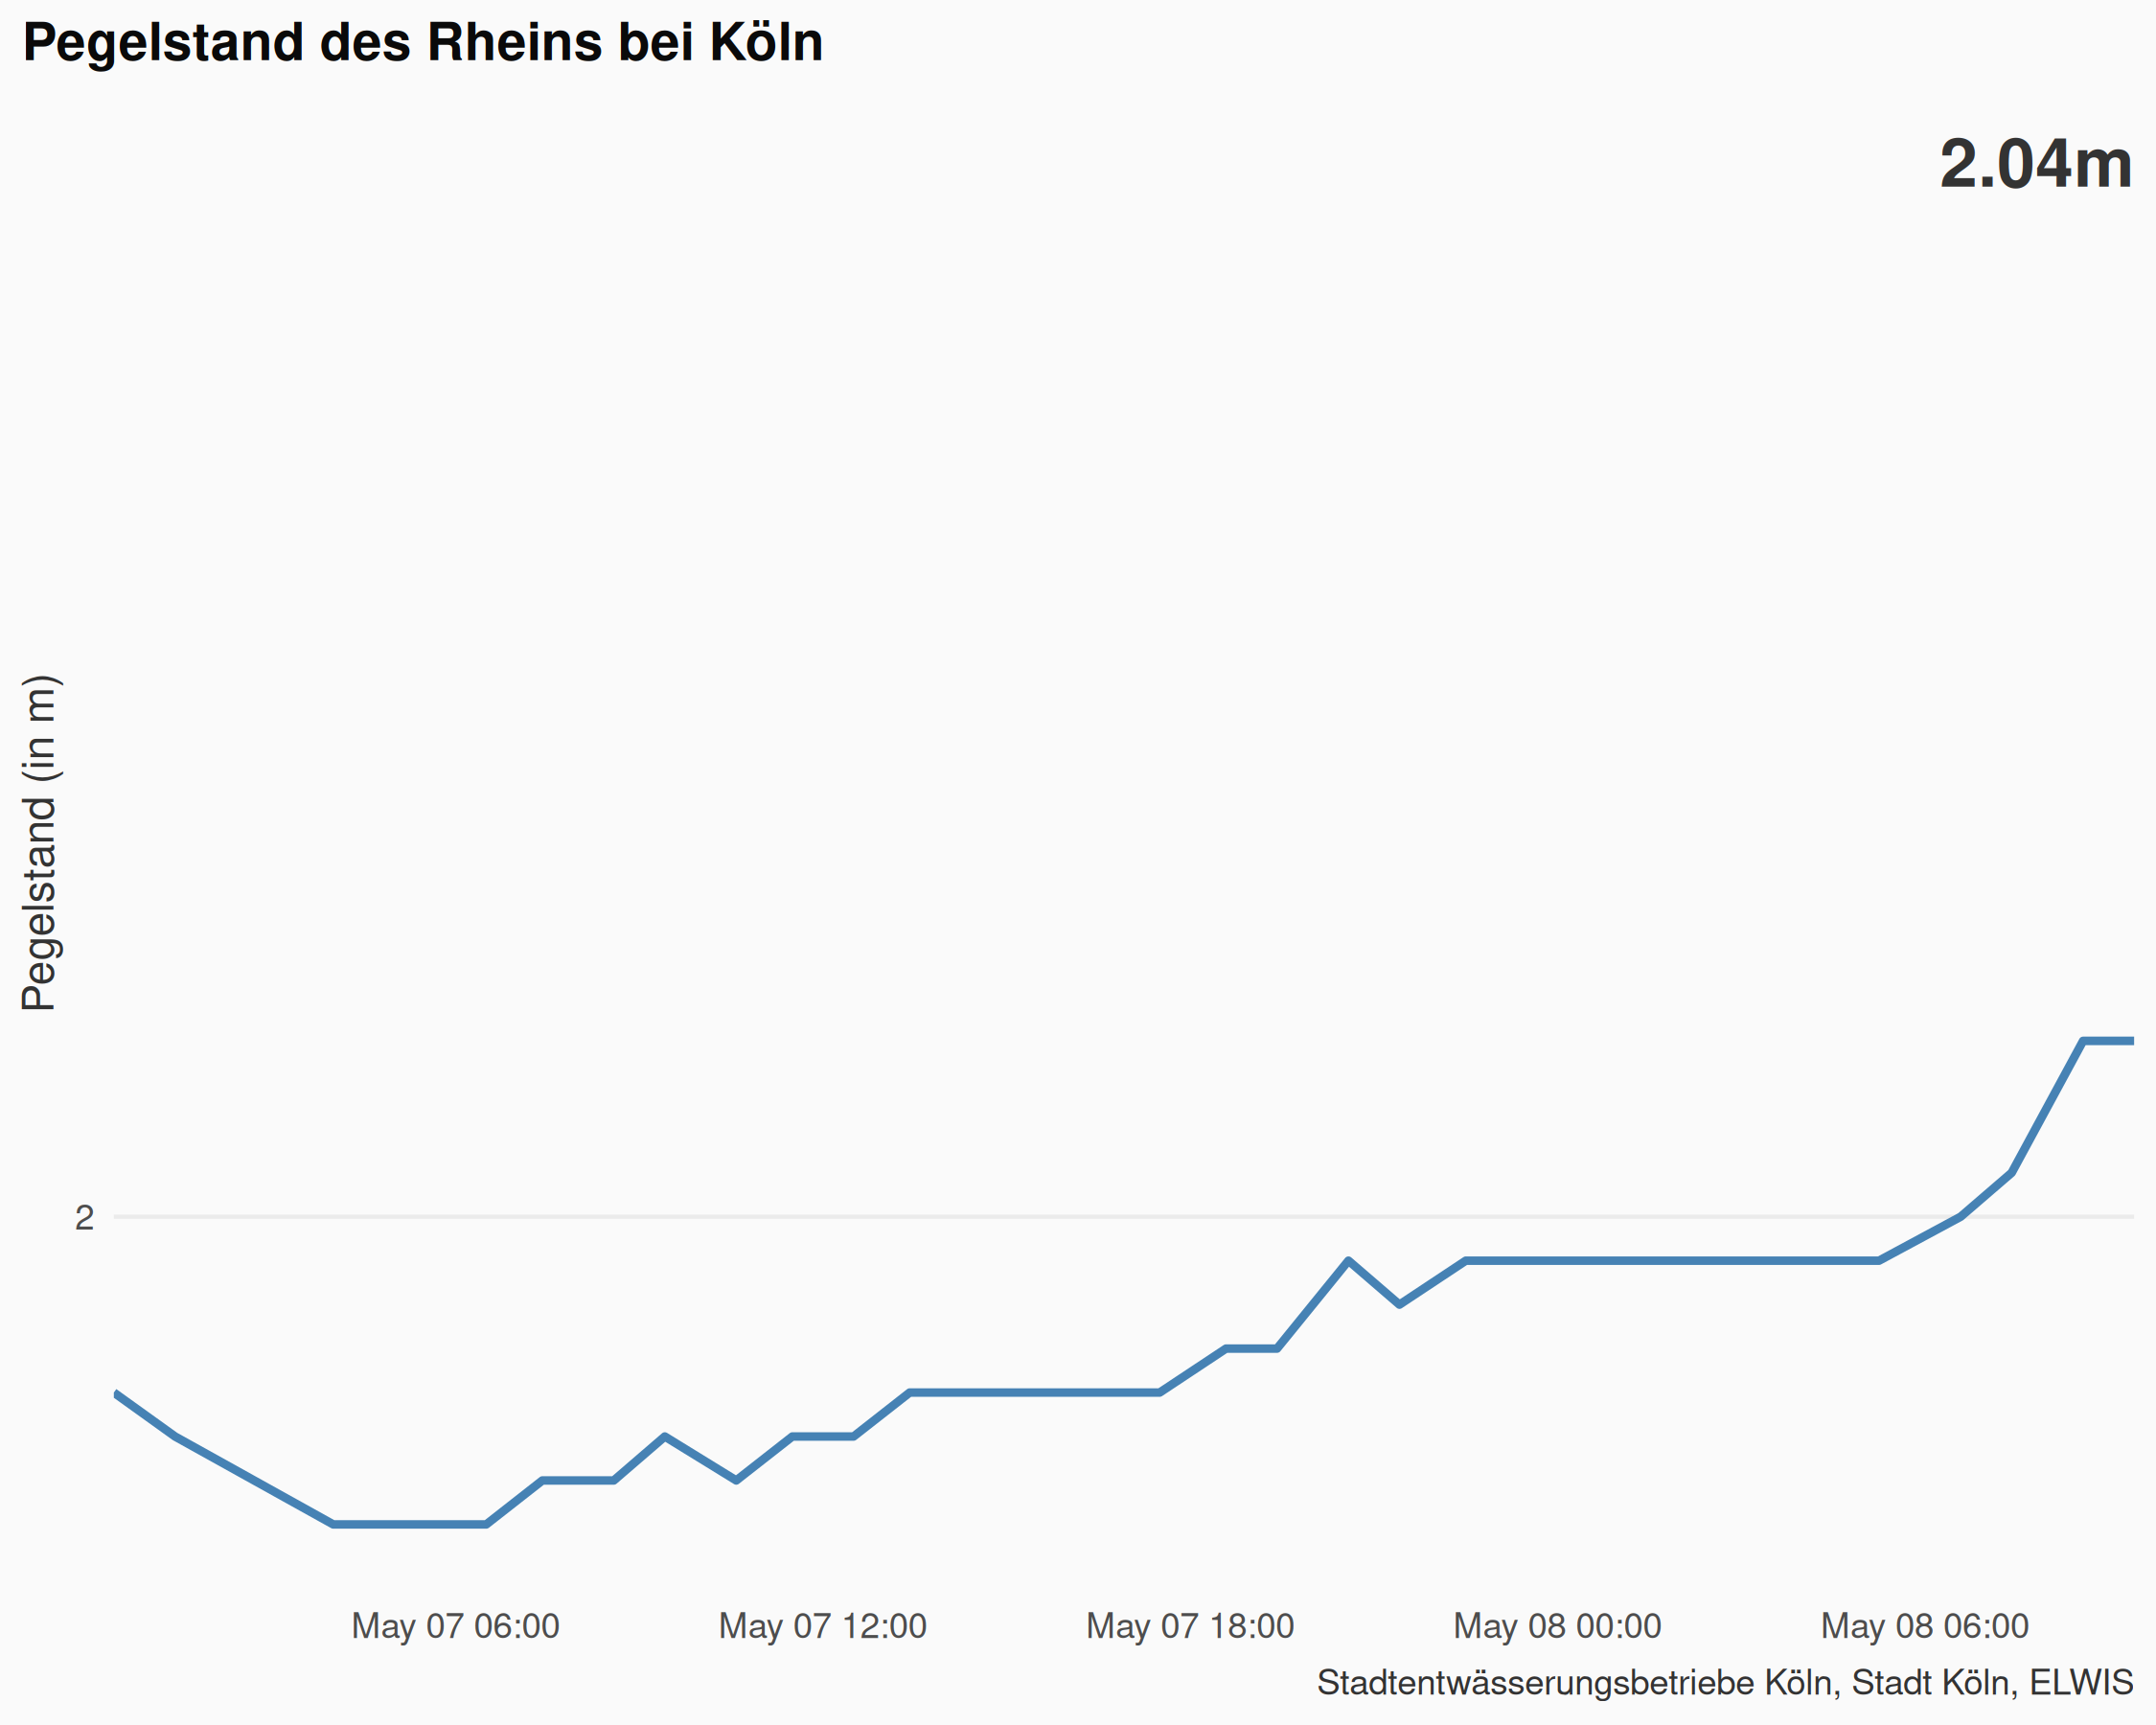 Pegelstand des Rheins bei Köln
2.04m
Pegelstand (in m)
2
May 07 06:00
May 07 12:00
May 07 18:00
May 08 00:00
May 08 06:00
Stadtentwässerungsbetriebe Köln, Stadt Köln, ELWIS